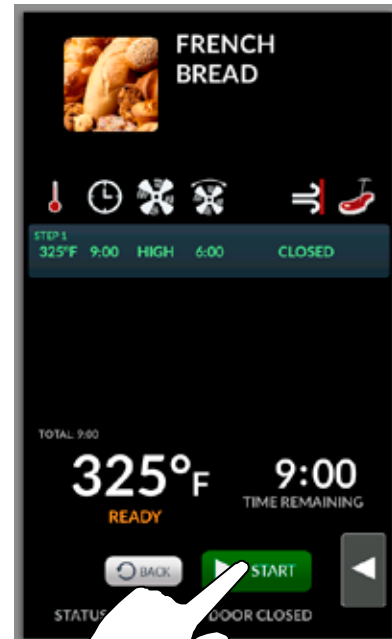 FRENCH
BREAD
STEP 1
325°F 9:00 HIGH 6:00 CLOSED
TOTAL 9:00
325°F 9:00
READY TIME REMAINING
BACK START
STATUS DOOR CLOSED